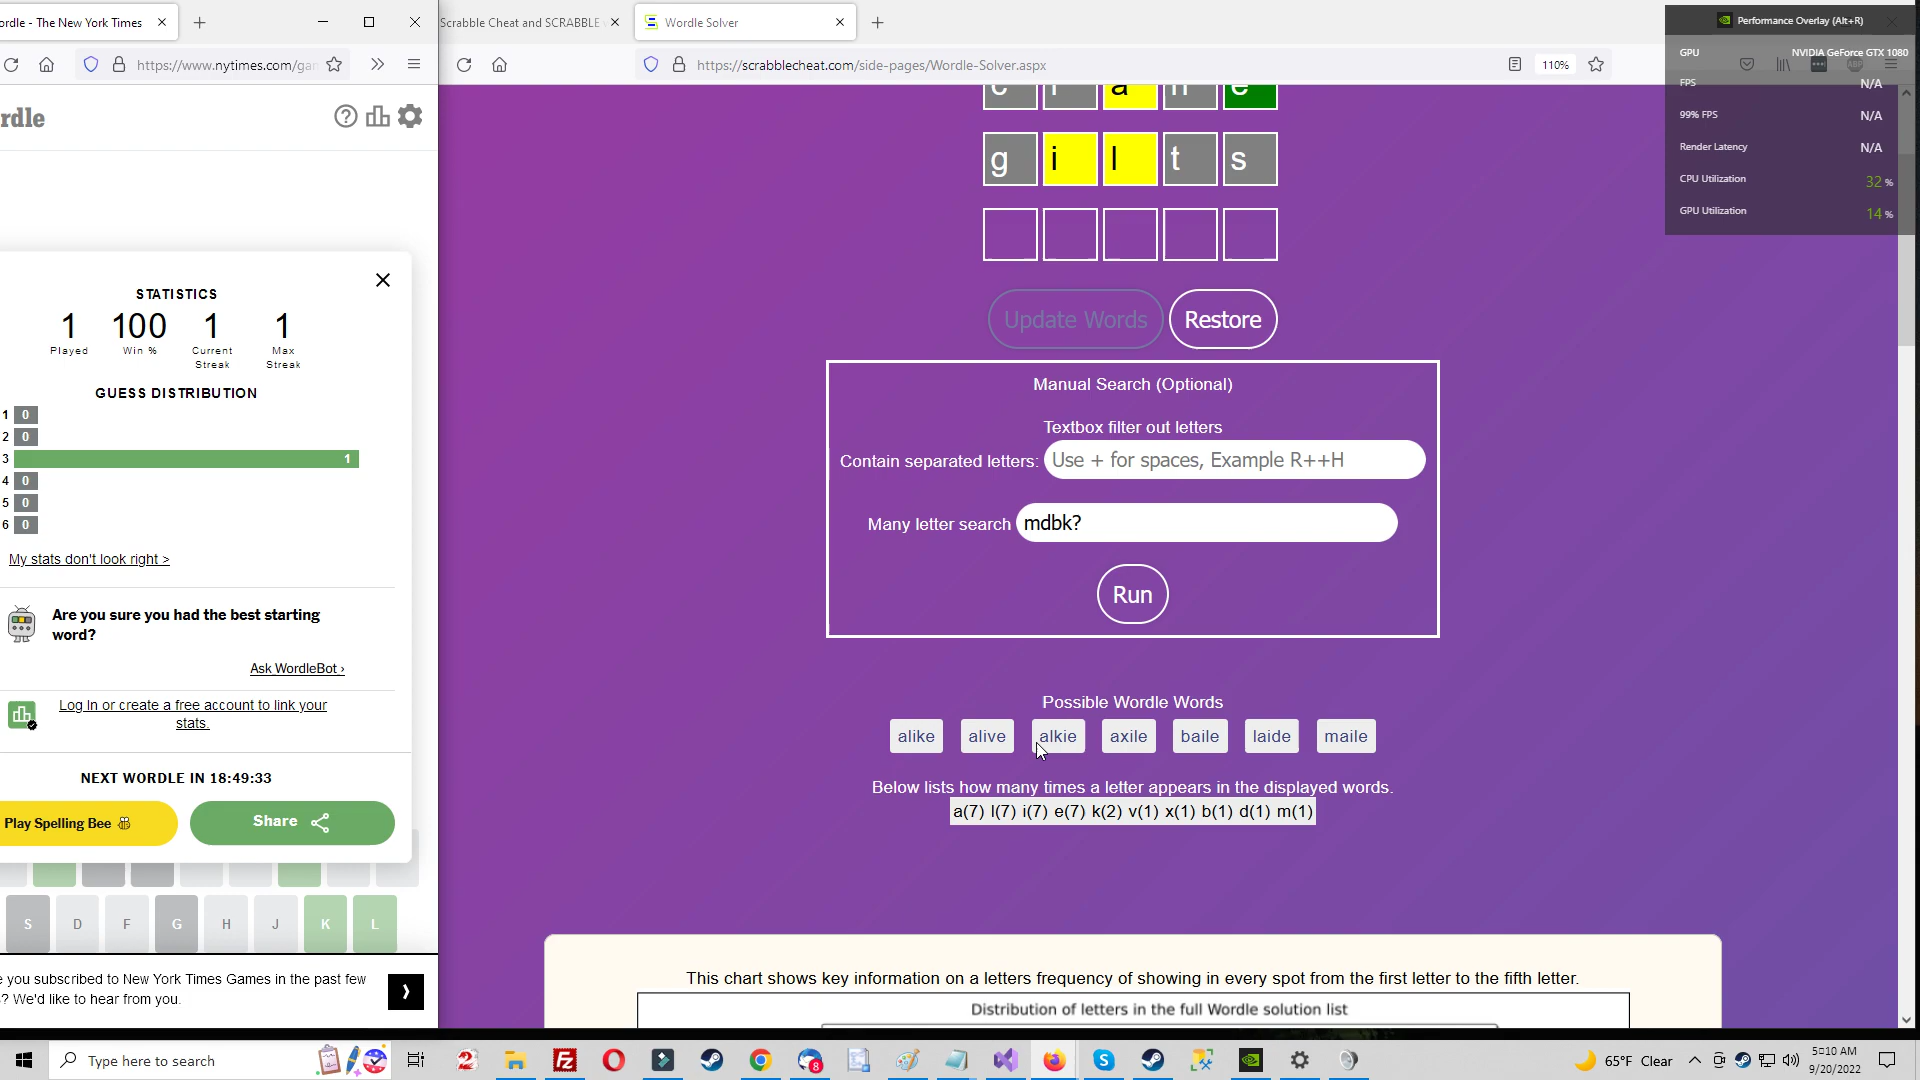 ordle - The New York Times
https://www.nytimes.com/gan
rdle
STATISTICS
1 100 1 1
Played Win % Current Streak Max Streak
GUESS DISTRIBUTION
1 0
2 0
3 1
4 0
5 0
6 0
My stats don't look right >
Are you sure you had the best starting
word?
Ask WordleBot ›
Log in or create a free account to link your
stats.
NEXT WORDLE IN 18:49:33
Play Spelling Bee
Share
S D F G H J K L
e you subscribed to New York Times Games in the past few
? We'd like to hear from you.
Scrabble Cheat and SCRABBLE
Wordle Solver
https://scrabblecheat.com/side-pages/Wordle-Solver.aspx
110%
c r a n e
g i l t s
Update Words Restore
Manual Search (Optional)
Textbox filter out letters
Contain separated letters: Use + for spaces, Example R++H
Many letter search mdbk?
Run
Possible Wordle Words
alike alive alkie axile baile laide maile
Below lists how many times a letter appears in the displayed words.
a(7) l(7) i(7) e(7) k(2) v(1) x(1) b(1) d(1) m(1)
This chart shows key information on a letters frequency of showing in every spot from the first letter to the fifth letter.
Distribution of letters in the full Wordle solution list
Performance Overlay (Alt+R)
GPU NVIDIA GeForce GTX 1080
FPS N/A
99% FPS N/A
Render Latency N/A
CPU Utilization 32 %
GPU Utilization 14 %
Type here to search
8
65°F Clear
5:10 AM
9/20/2022